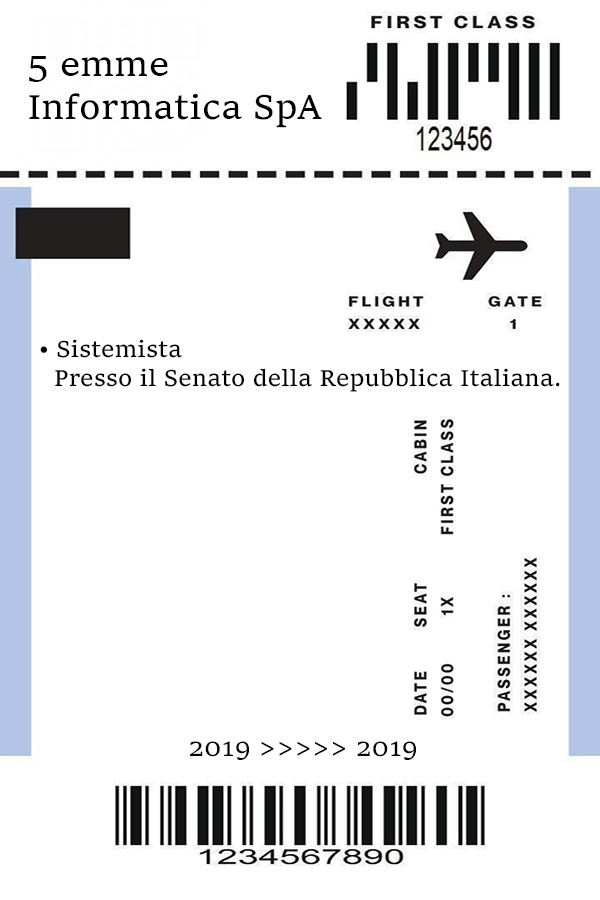 FIRST CLASS
5 emme
Informatica SpA
123456
FLIGHT GATE
XXXXX 1
• Sistemista
Presso il Senato della Repubblica Italiana.
CABIN
FIRST CLASS
SEAT
1X
DATE
00/00
PASSENGER :
XXXXXX XXXXXX
2019 >>>>> 2019
1234567890